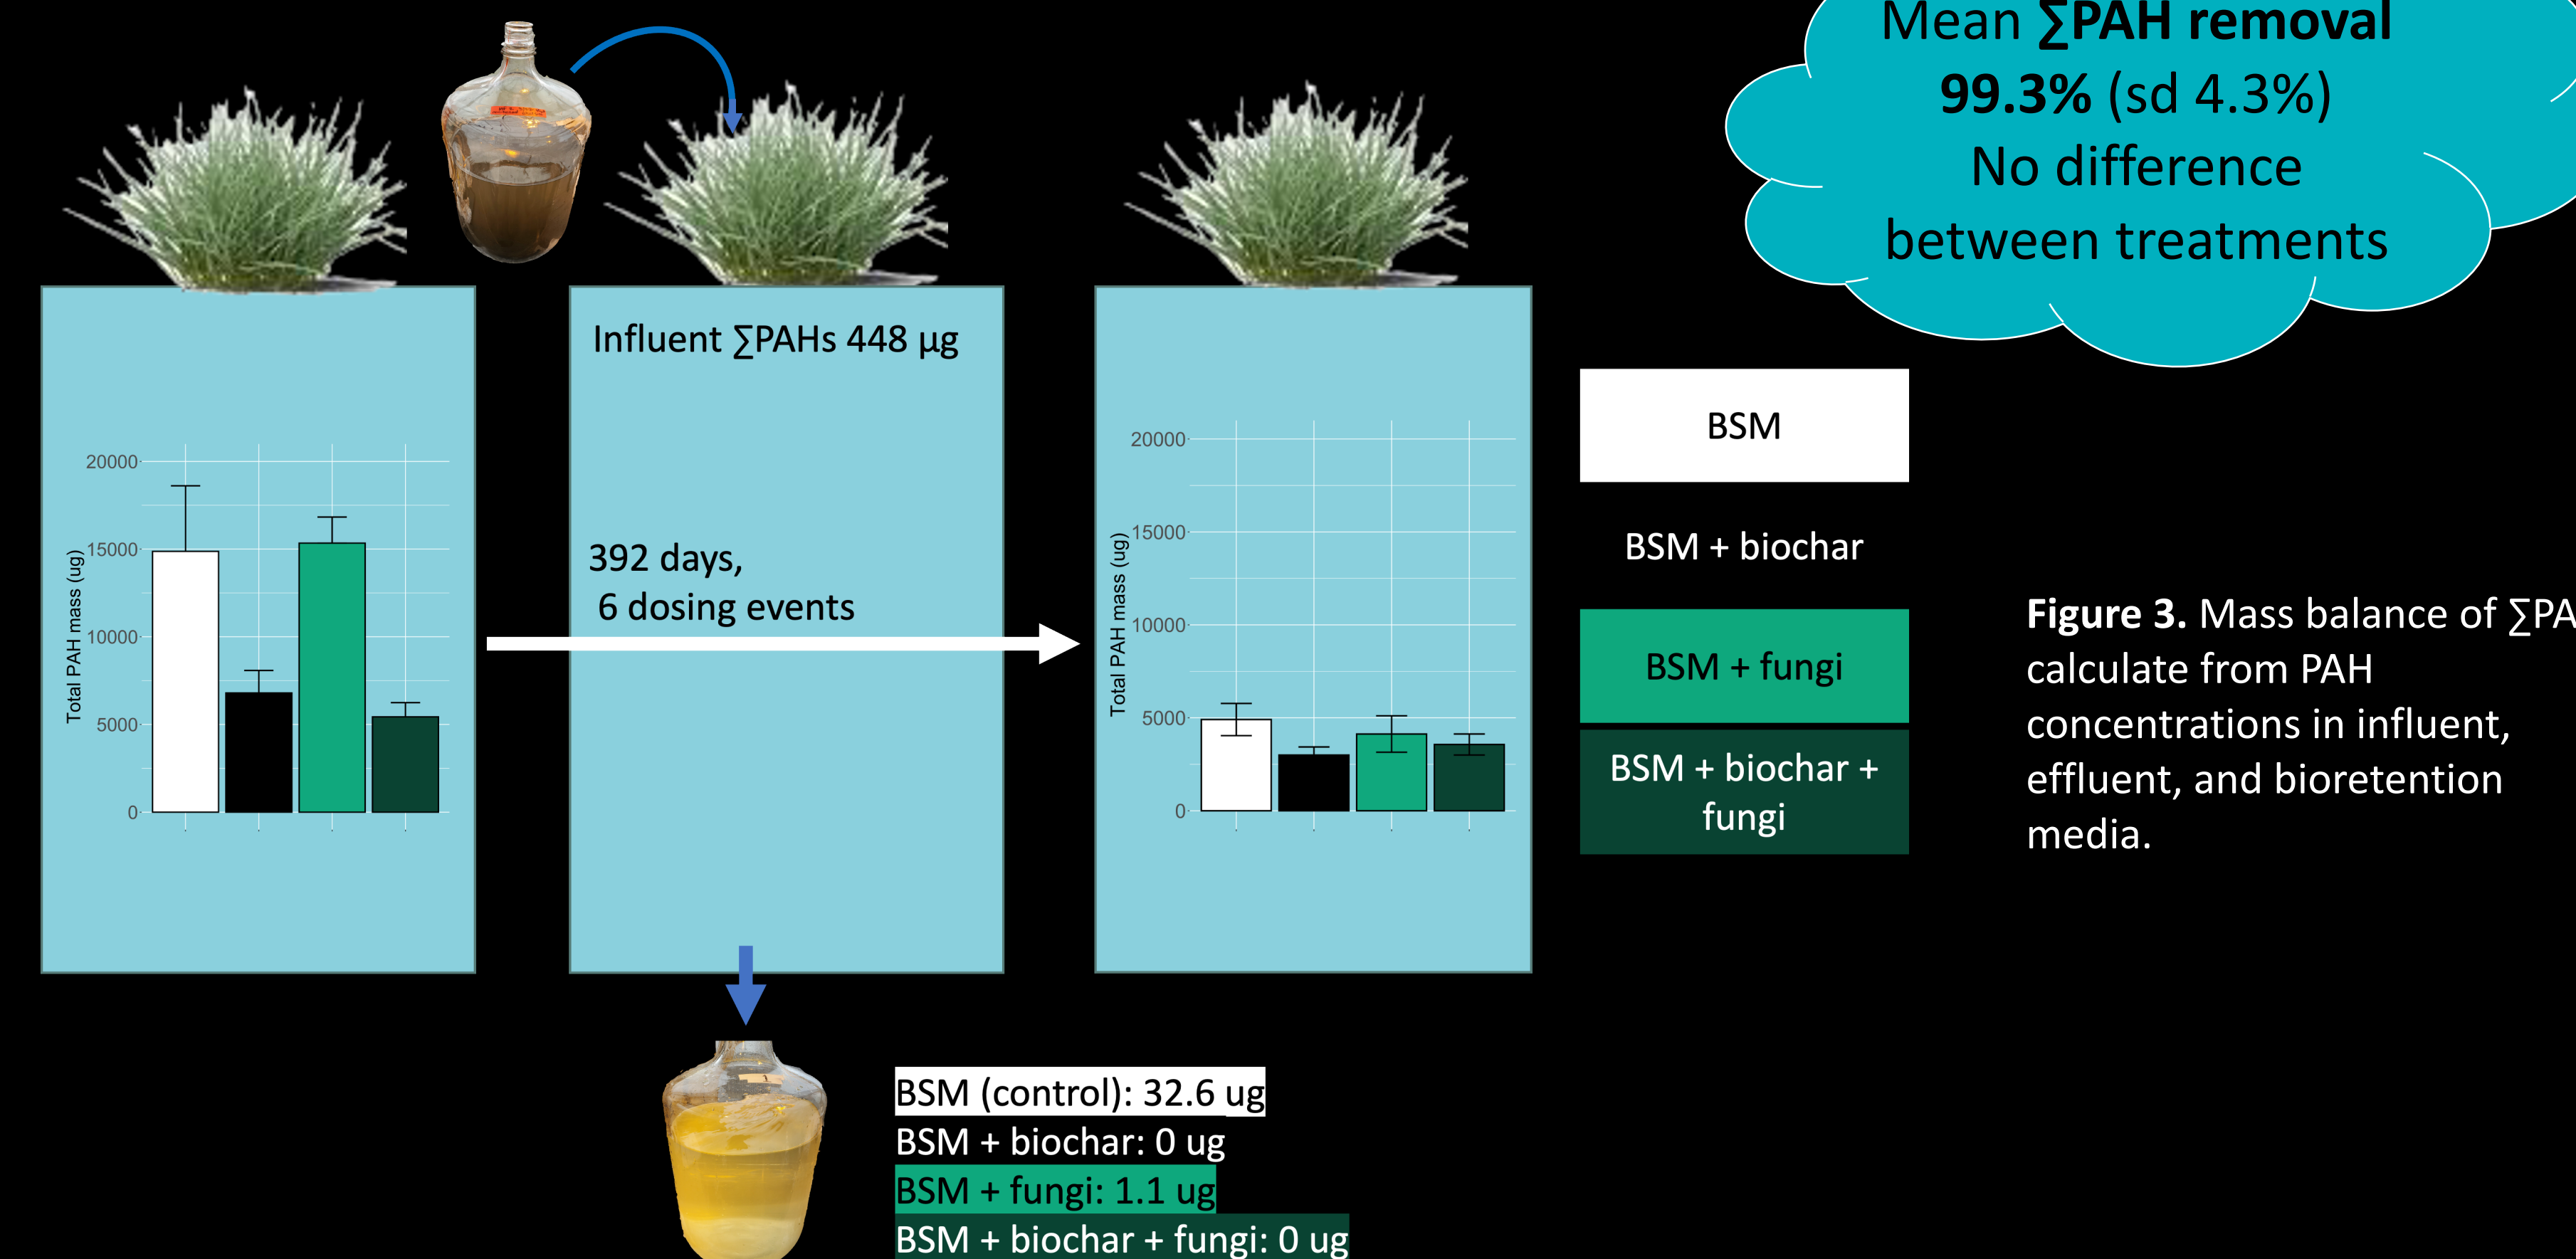 Mean ∑PAH removal
99.3% (sd 4.3%)
No difference
between treatments
Influent ∑PAHs 448 µg
392 days,
6 dosing events
Total PAH mass (ug)
20000
15000
10000
5000
0
Total PAH mass (ug)
20000
15000
10000
5000
0
BSM
BSM + biochar
BSM + fungi
BSM + biochar +
fungi
Figure 3. Mass balance of ∑PA
calculate from PAH
concentrations in influent,
effluent, and bioretention
media.
BSM (control): 32.6 ug
BSM + biochar: 0 ug
BSM + fungi: 1.1 ug
BSM + biochar + fungi: 0 ug